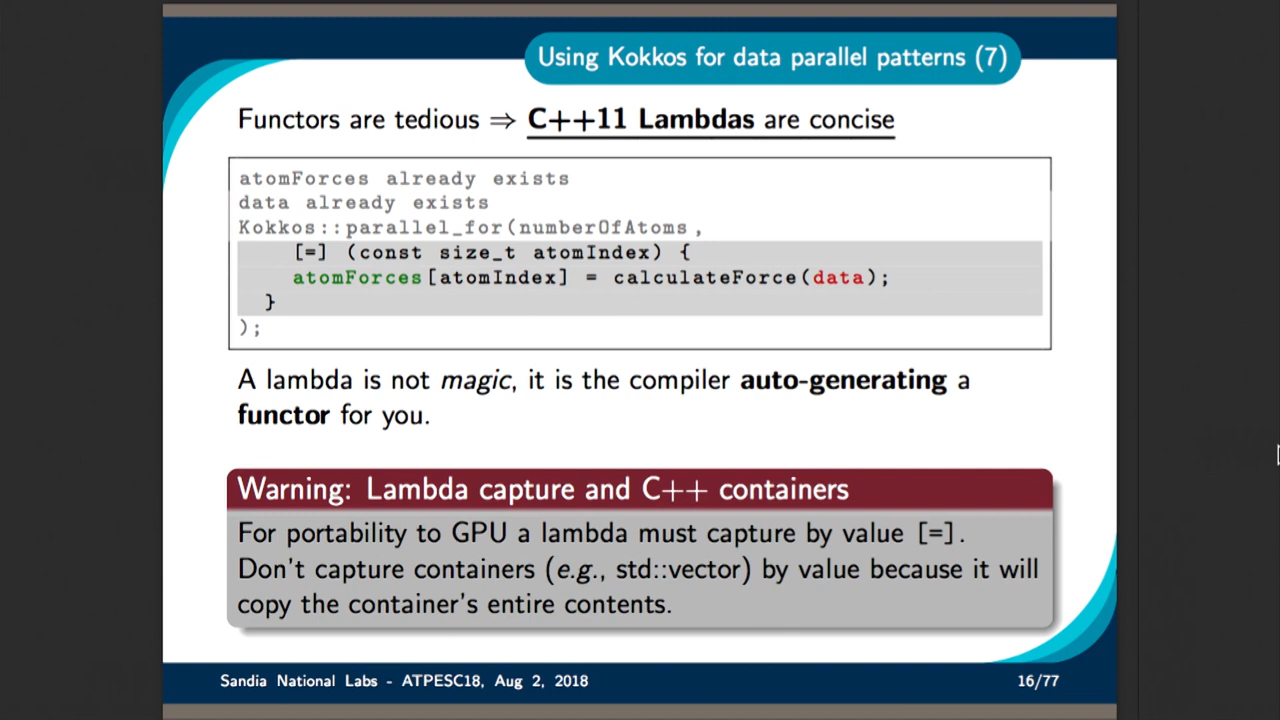 Using Kokkos for data parallel patterns (7)
Functors are tedious ⇒ C++11 Lambdas are concise
atomForces already exists
data already exists
Kokkos::parallel_for(numberOfAtoms,
[=] (const size_t atomIndex) {
atomForces[atomIndex] = calculateForce(data);
}
);
A lambda is not magic, it is the compiler auto-generating a
functor for you.
Warning: Lambda capture and C++ containers
For portability to GPU a lambda must capture by value [=].
Don't capture containers (e.g., std::vector) by value because it will
copy the container's entire contents.
Sandia National Labs - ATPESC18, Aug 2, 2018
16/77